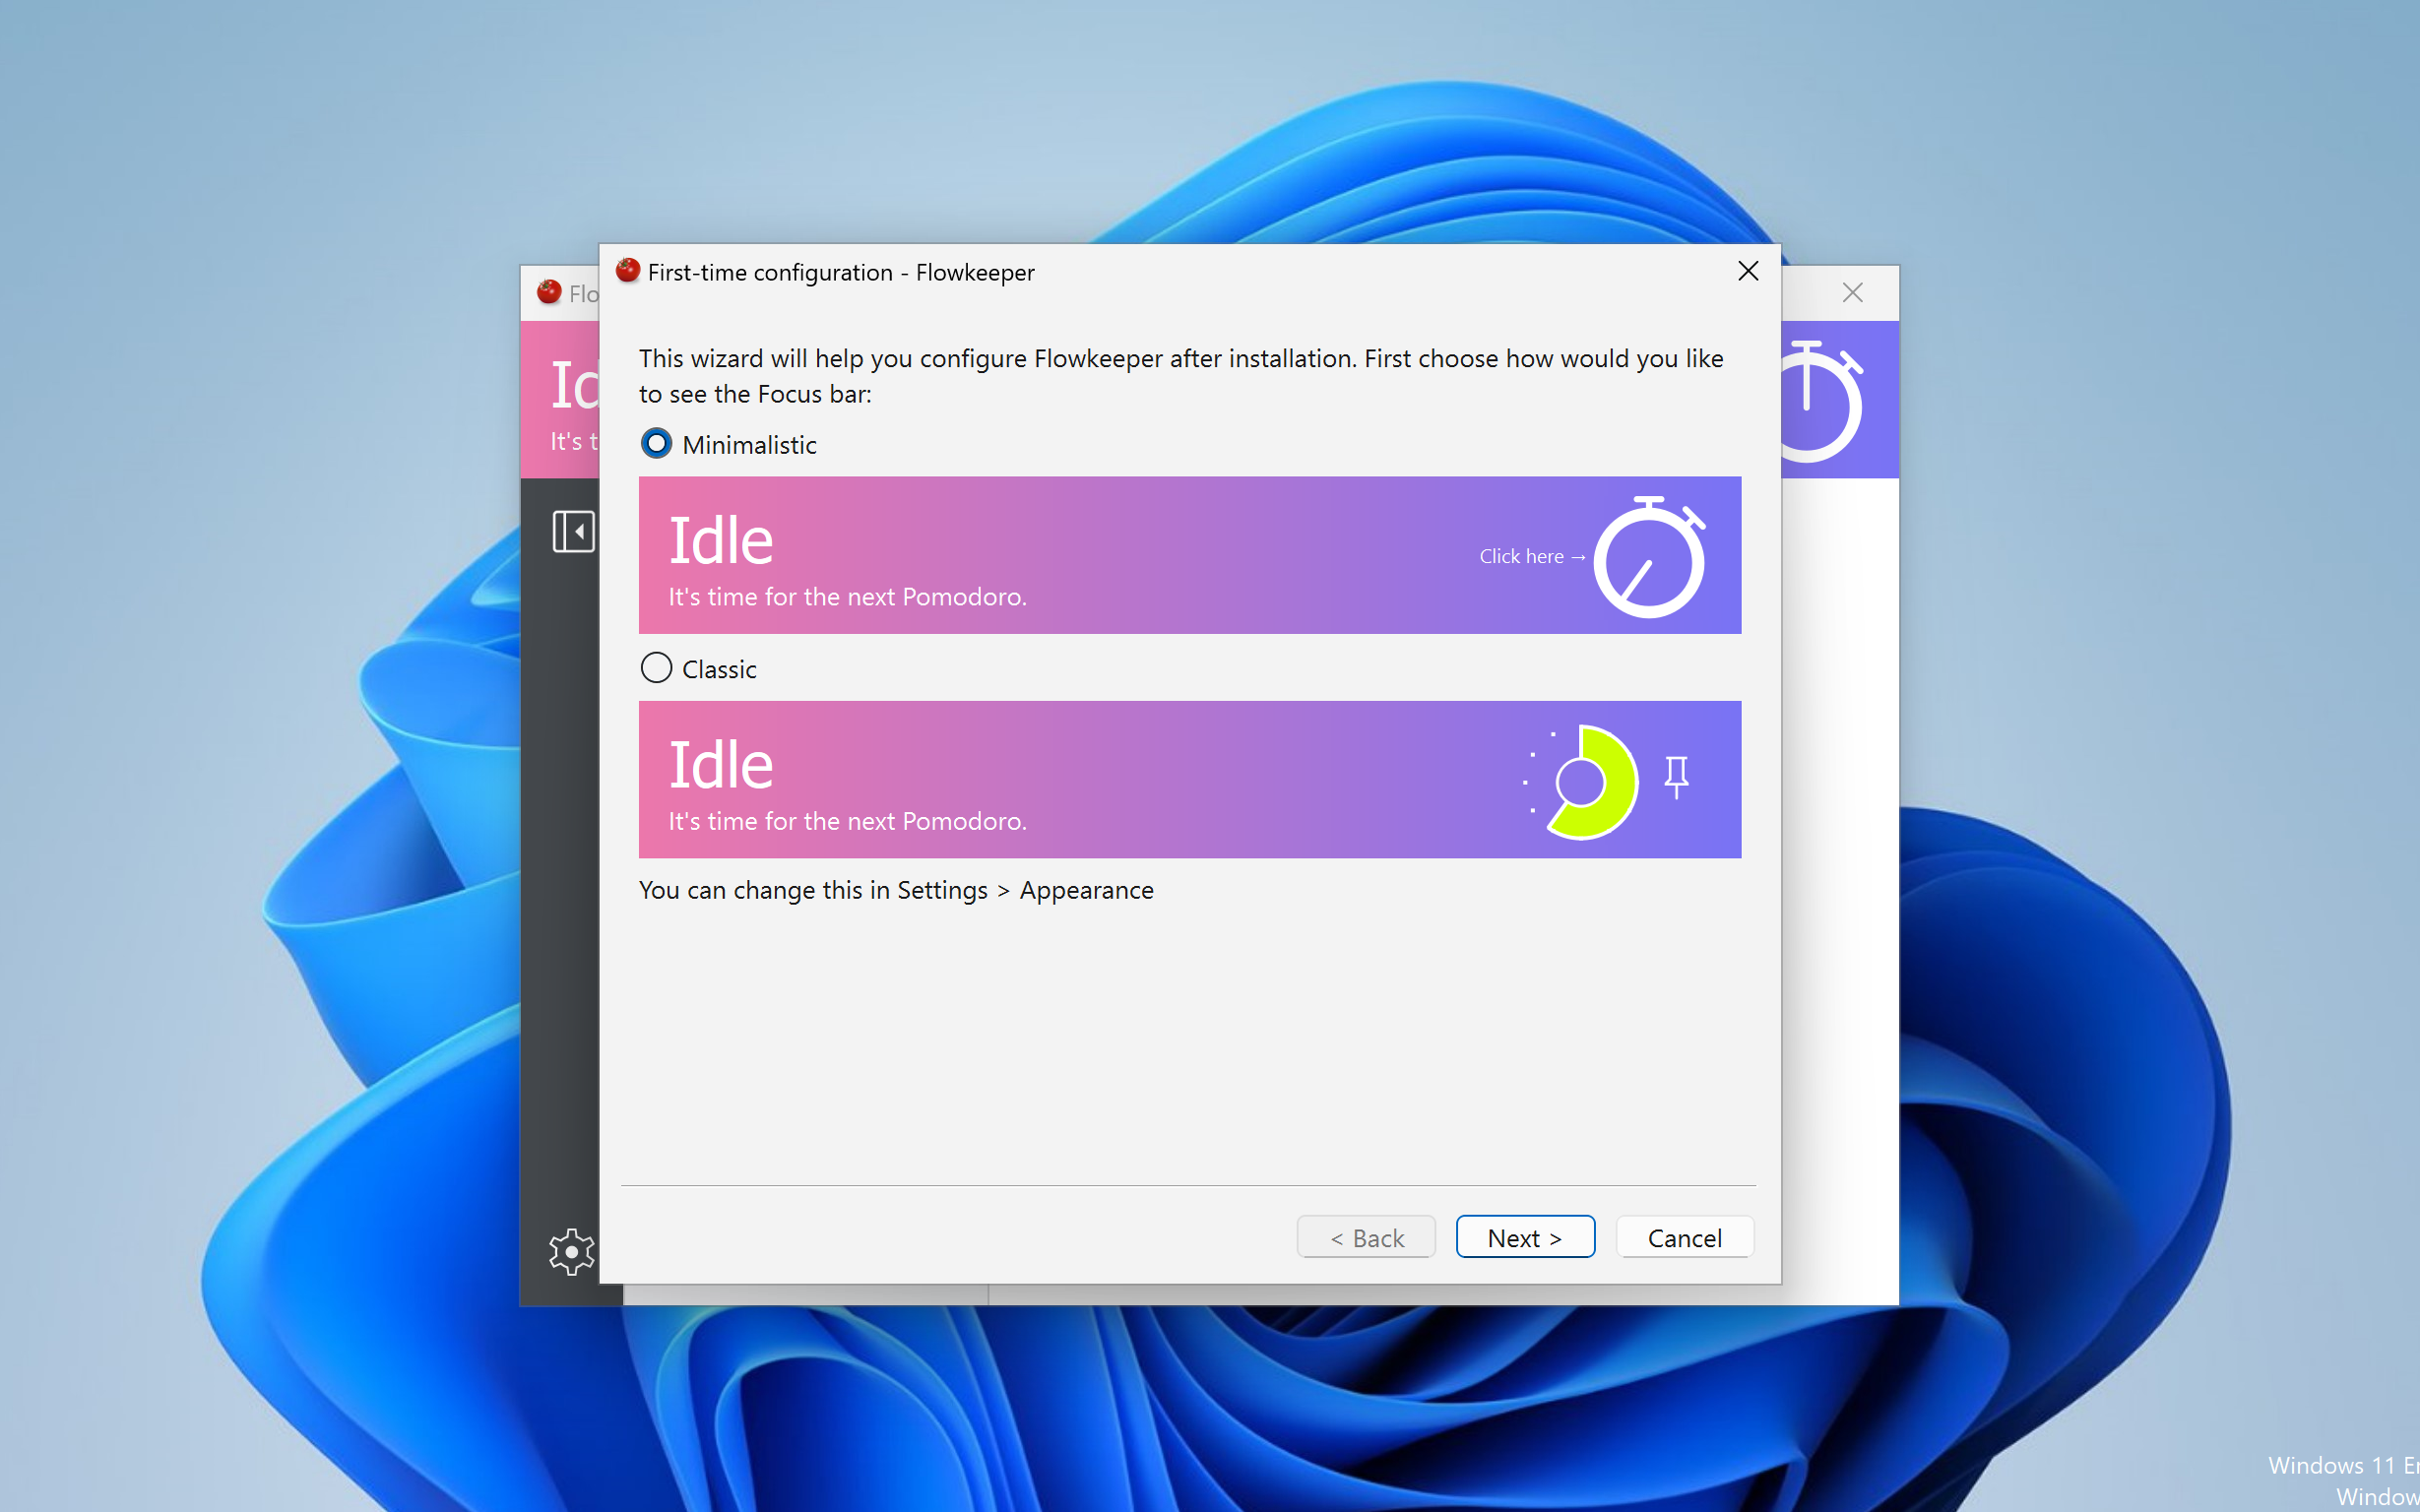 First-time configuration - Flowkeeper
Flo
This wizard will help you configure Flowkeeper after installation. First choose how would you like
to see the Focus bar:
It's
Minimalistic
Idle
Click here →
It's time for the next Pomodoro.
Classic
Idle
It's time for the next Pomodoro.
You can change this in Settings > Appearance
< Back
Next >
Cancel
Windows 11
Window